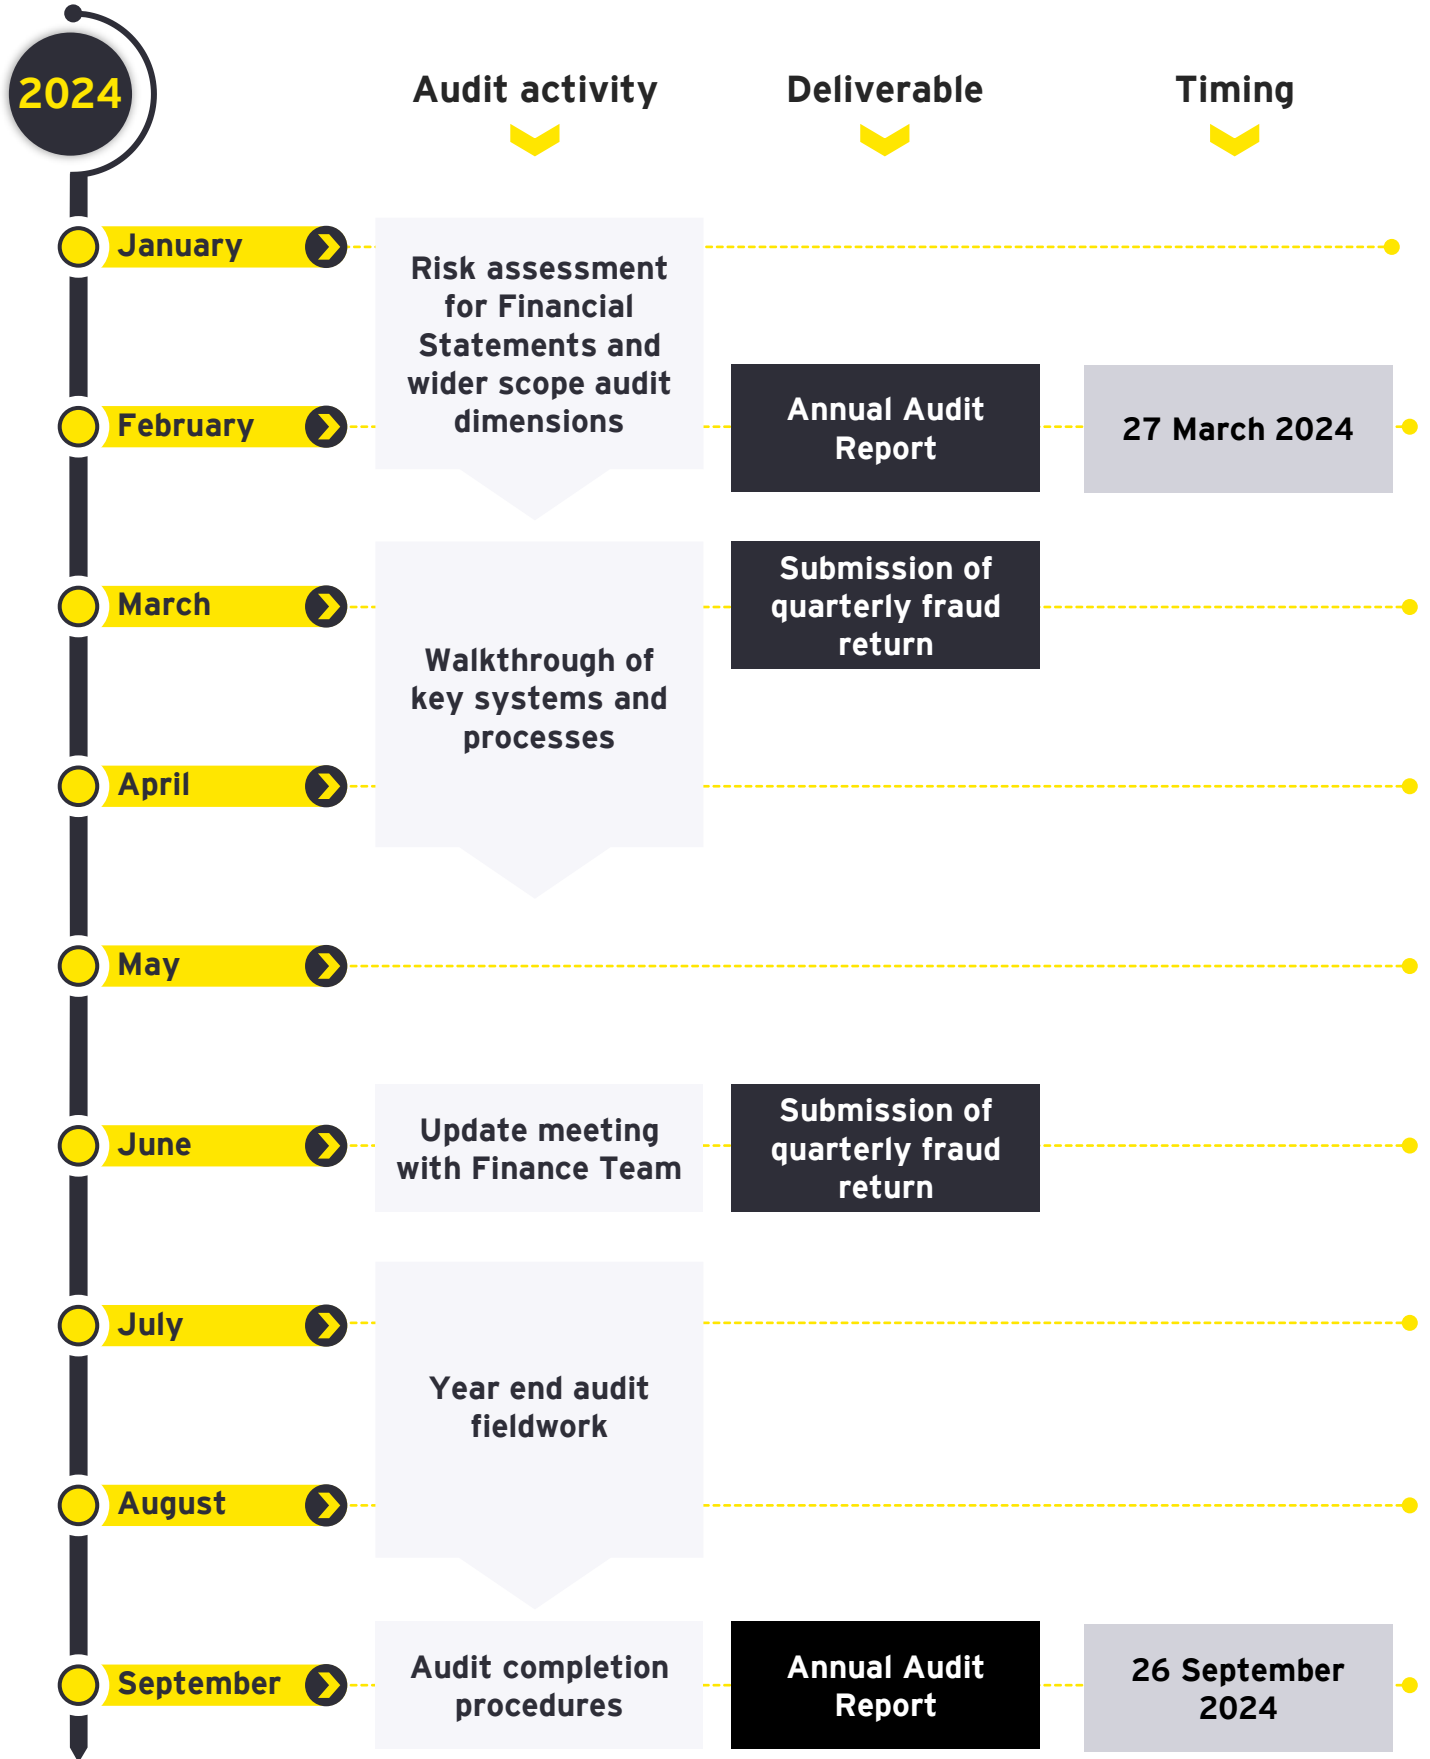 2024
Audit activity
Deliverable
Timing
January
Risk assessment
for Financial
Statements and
wider scope audit
dimensions
February
Annual Audit
Report
27 March 2024
March
Submission of
quarterly fraud
return
Walkthrough of
key systems and
processes
April
May
June
Update meeting
with Finance Team
Submission of
quarterly fraud
return
July
Year end audit
fieldwork
August
September
Audit completion
procedures
Annual Audit
Report
26 September
2024